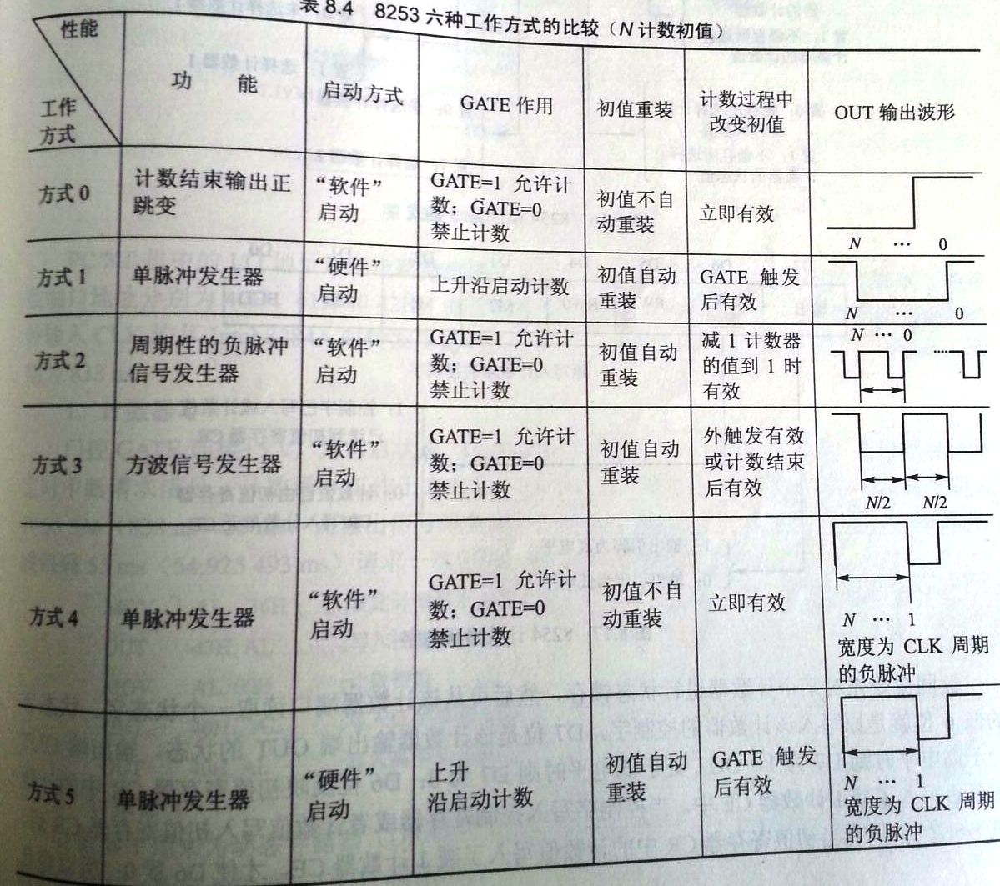 表 8.4 8253 六种工作方式的比较（N 计数初值）
性能
工作
方式
功 能
启动方式
GATE 作用
初值重装
计数过程中
改变初值
OUT 输出波形
方式 0
计数结束输出正
跳变
“软件”
启动
GATE=1 允许计
数；GATE=0
禁止计数
初值不自
动重装
立即有效
N … 0
方式 1
单脉冲发生器
“硬件”
启动
上升沿启动计数
初值自动
重装
GATE 触发
后有效
N … 0
方式 2
周期性的负脉冲
信号发生器
“软件”
启动
GATE=1 允许计
数；GATE=0
禁止计数
初值自动
重装
减 1 计数器
的值到 1 时
有效
N … 0
方式 3
方波信号发生器
“软件”
启动
GATE=1 允许计
数；GATE=0
禁止计数
初值自动
重装
外触发有效
或计数结束
后有效
N/2 N/2
方式 4
单脉冲发生器
“软件”
启动
GATE=1 允许计
数；GATE=0
禁止计数
初值不自
动重装
立即有效
N … 1
宽度为 CLK 周期
的负脉冲
方式 5
单脉冲发生器
“硬件”
启动
上升
沿启动计数
初值自动
重装
GATE 触发
后有效
N … 1
宽度为 CLK 周期
的负脉冲